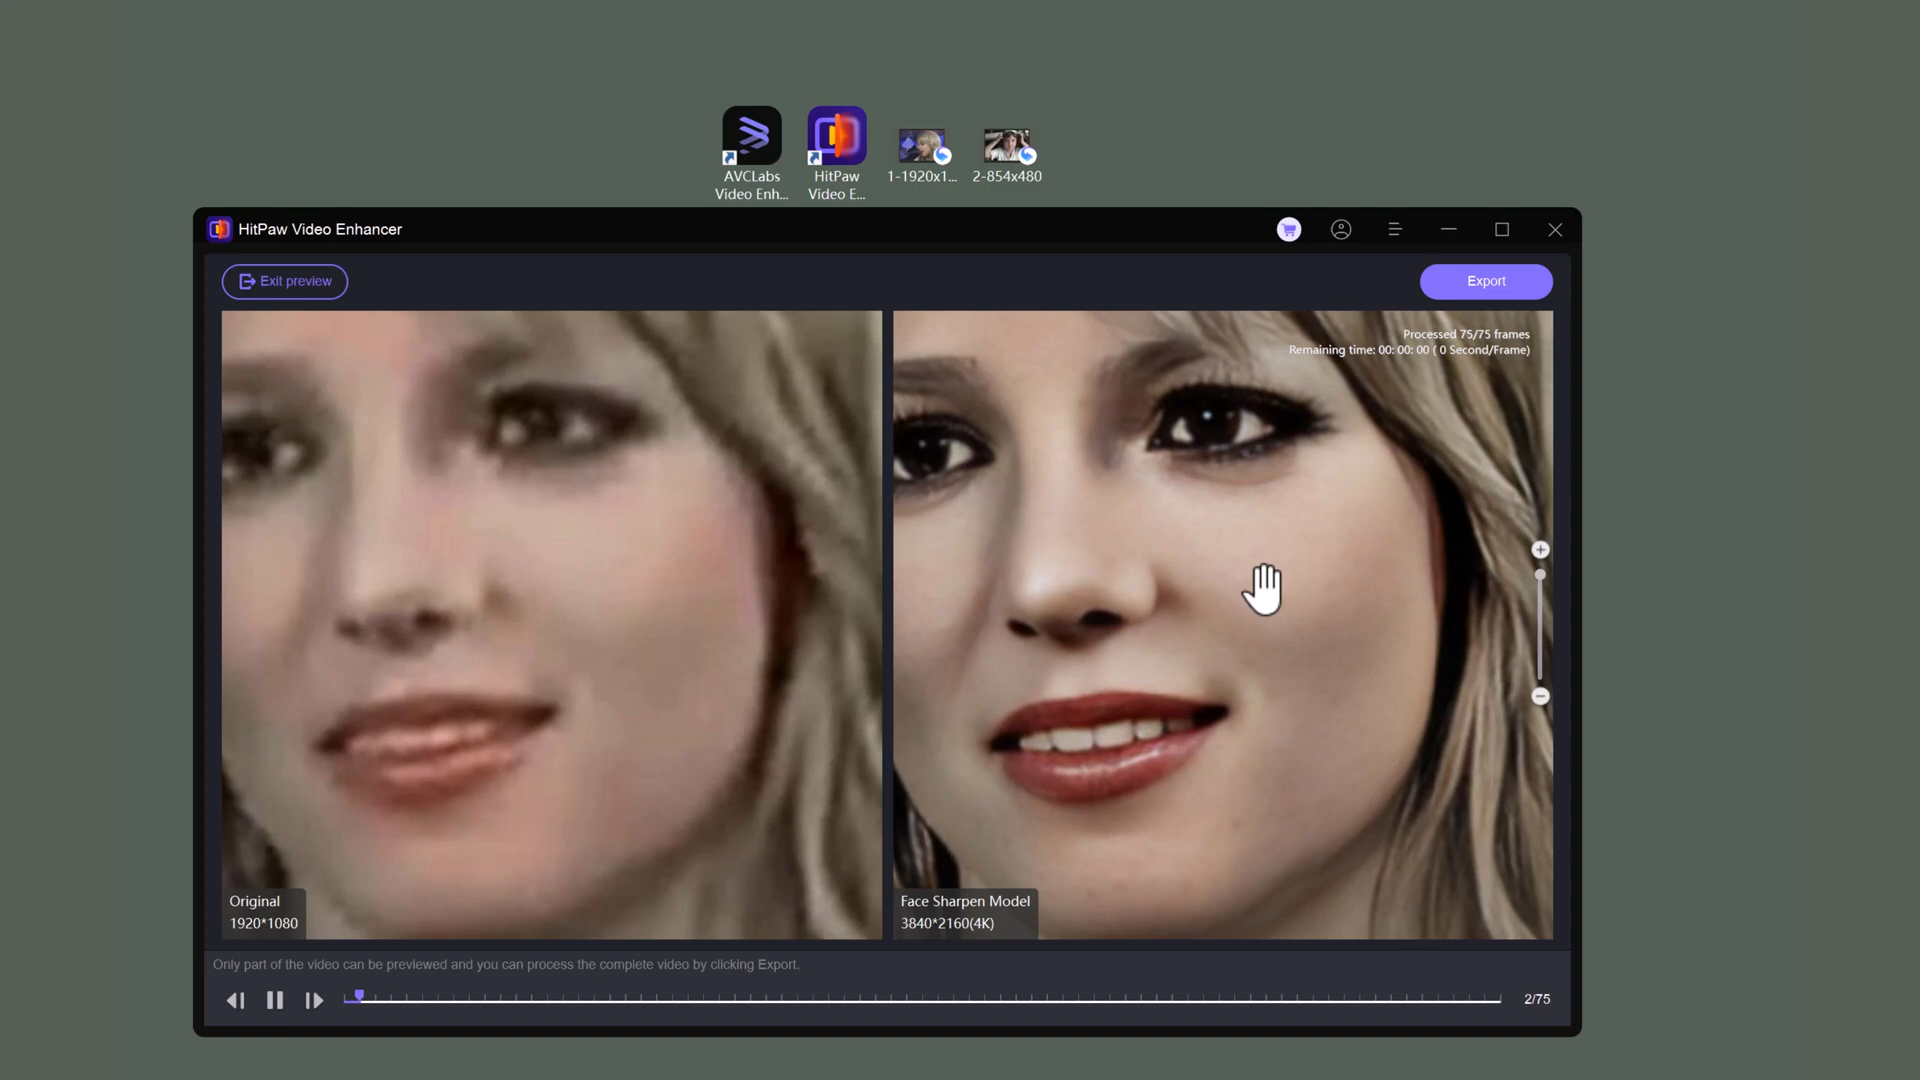 AVCLabs
Video Enh...
HitPaw
Video E...
1-1920x1...
2-854x480
HitPaw Video Enhancer
Exit preview
Export
Processed 75/75 frames
Remaining time: 00: 00: 00 ( 0 Second/Frame)
Original
1920*1080
Face Sharpen Model
3840*2160(4K)
Only part of the video can be previewed and you can process the complete video by clicking Export.
2/75